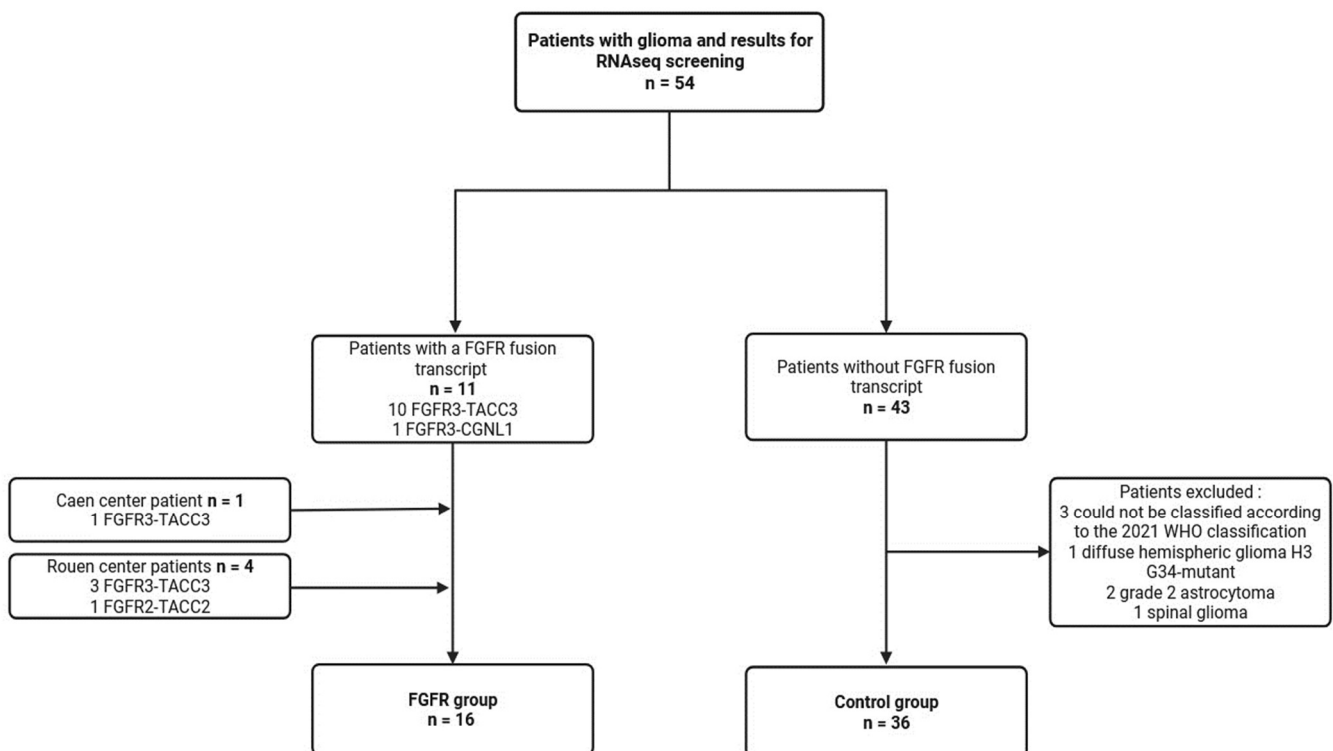 Patients with glioma and results for
RNAseq screening
n = 54
Patients with a FGFR fusion
transcript
n = 11
10 FGFR3-TACC3
1 FGFR3-CGNL1
Patients without FGFR fusion
transcript
n = 43
Caen center patient n = 1
1 FGFR3-TACC3
Rouen center patients n = 4
3 FGFR3-TACC3
1 FGFR2-TACC2
Patients excluded :
3 could not be classified according
to the 2021 WHO classification
1 diffuse hemispheric glioma H3
G34-mutant
2 grade 2 astrocytoma
1 spinal glioma
FGFR group
n = 16
Control group
n = 36